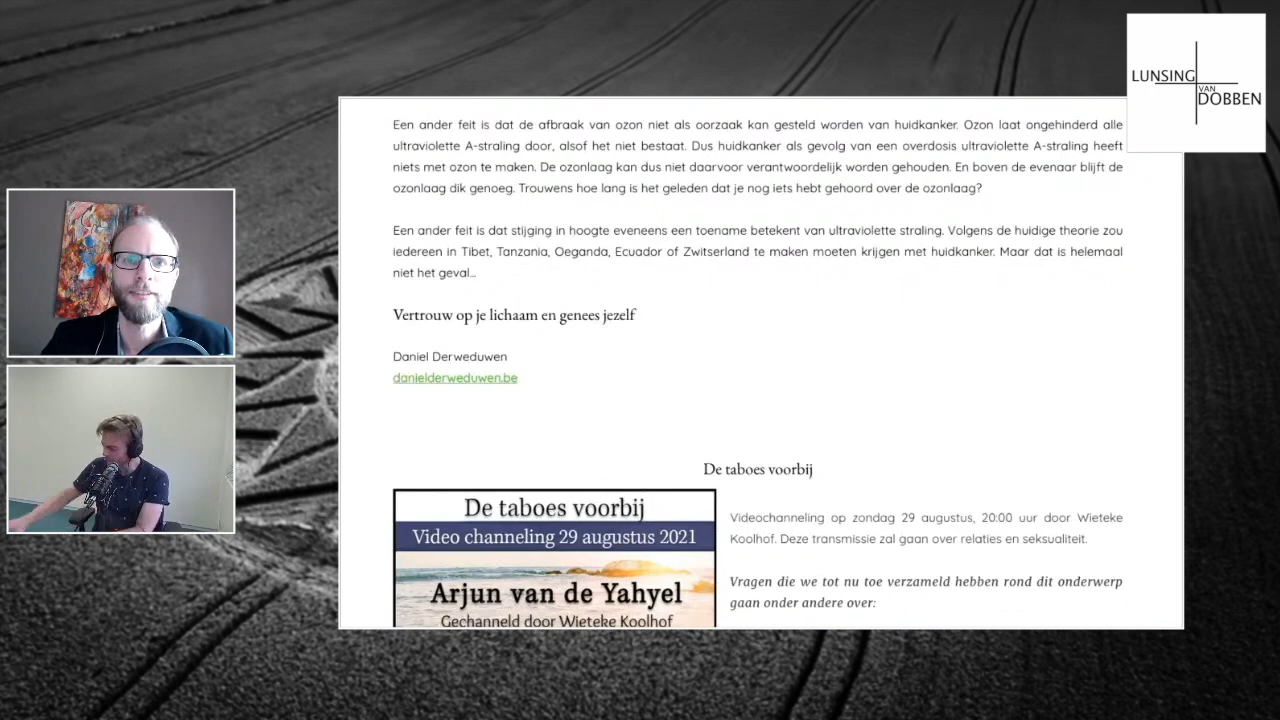 LUNSING
VAN
DOBBEN
Een ander feit is dat de afbraak van ozon niet als oorzaak kan gesteld worden van huidkanker. Ozon laat ongehinderd alle
ultraviolette A-straling door, alsof het niet bestaat. Dus huidkanker als gevolg van een overdosis ultraviolette A-straling heeft
niets met ozon te maken. De ozonlaag kan dus niet daarvoor verantwoordelijk worden gehouden. En boven de evenaar blijft de
ozonlaag dik genoeg. Trouwens hoe lang is het geleden dat je nog iets hebt gehoord over de ozonlaag?
Een ander feit is dat stijging in hoogte eveneens een toename betekent van ultraviolette straling. Volgens de huidige theorie zou
iedereen in Tibet, Tanzania, Oeganda, Ecuador of Zwitserland te maken moeten krijgen met huidkanker. Maar dat is helemaal
niet het geval...
Vertrouw op je lichaam en genees jezelf
Daniel Derweduwen
danielderweduwen.be
De taboes voorbij
De taboes voorbij
Video channeling 29 augustus 2021
Arjun van de Yahyel
Gechanneld door Wieteke Koolhof
Videochanneling op zondag 29 augustus, 20:00 uur door Wieteke
Koolhof. Deze transmissie zal gaan over relaties en seksualiteit.
Vragen die we tot nu toe verzameld hebben rond dit onderwerp
gaan onder andere over: